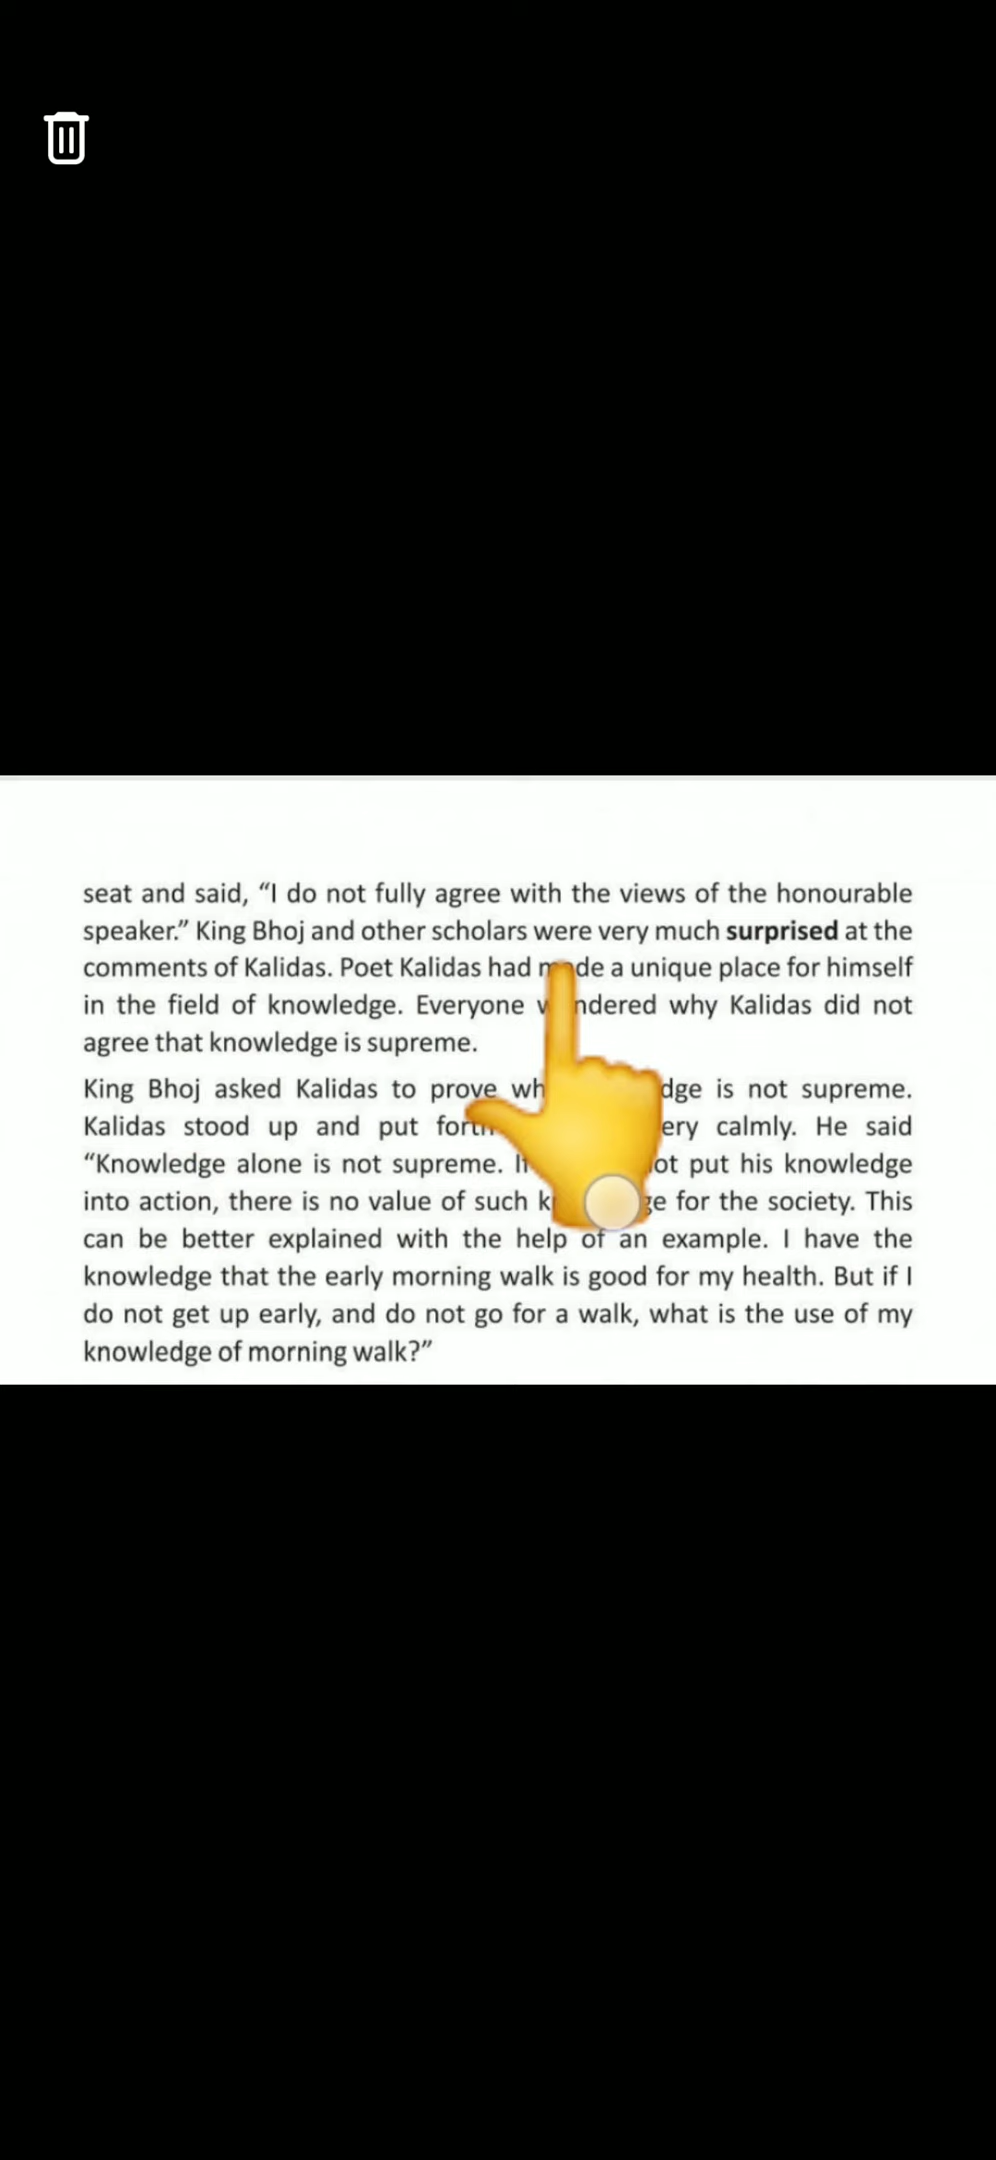 seat and said, “I do not fully agree with the views of the honourable
speaker.” King Bhoj and other scholars were very much surprised at the
comments of Kalidas. Poet Kalidas had a unique place for himself
in the field of knowledge. Everyone why Kalidas did not
agree that knowledge is supreme.
King Bhoj asked Kalidas to prove is not supreme.
Kalidas stood up and put calmly. He said
“Knowledge alone is not supreme. put his knowledge
into action, there is no value of such for the society. This
can be better explained with the help of an example. I have the
knowledge that the early morning walk is good for my health. But if I
do not get up early, and do not go for a walk, what is the use of my
knowledge of morning walk?”